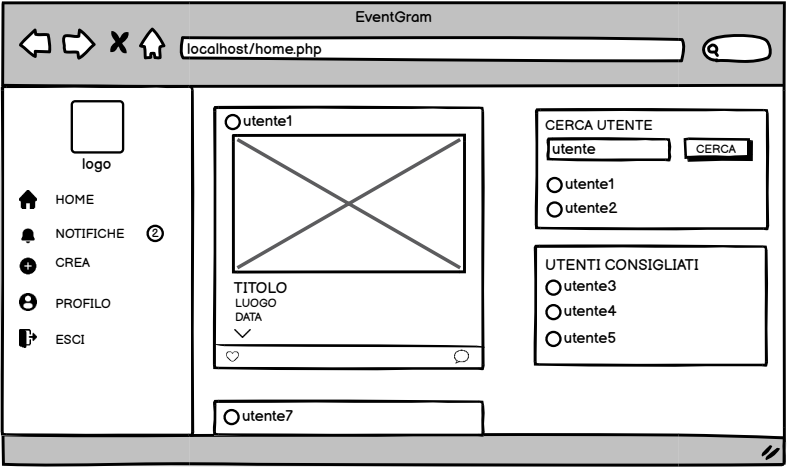 EventGram
localhost/home.php
logo
HOME
NOTIFICHE 2
CREA
PROFILO
ESCI
utente1
TITOLO
LUOGO
DATA
utente7
CERCA UTENTE
utente CERCA
utente1
utente2
UTENTI CONSIGLIATI
utente3
utente4
utente5